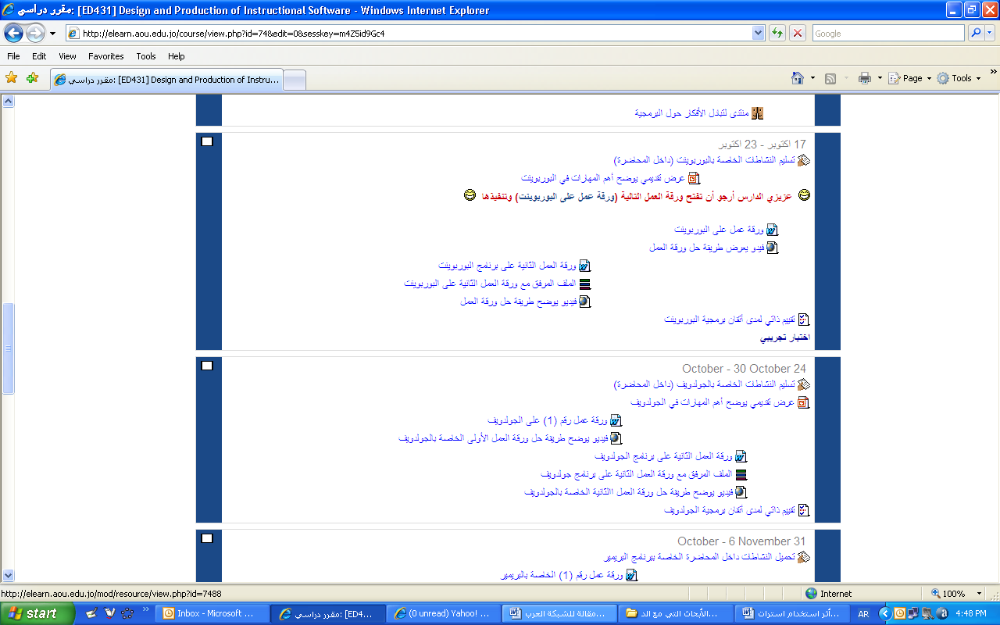 مقرر دراسي: [ED431] Design and Production of Instructional Software - Windows Internet Explorer
http://elearn.aou.edu.jo/course/view.php?id=74&edit=0&sesskey=m4Z5id9Gc4
Google
File Edit View Favorites Tools Help
مقرر دراسي: [ED431] Design and Production of Instru...
Page Tools
منتدى لتبادل الأفكار حول البرمجية
17 اكتوبر - 23 اكتوبر
تسليم النشاطات الخاصة بالبوربوينت (داخل المحاضرة)
عرض تقديمي يوضح أهم المهارات في البوربوينت
عزيزي الدارس أرجو أن تفتح ورقة العمل التالية (ورقة عمل على البوربوينت) وتنفيذها
ورقة عمل على البوربوينت
فيدو يعرض طريقة حل ورقة العمل
ورقة العمل الثانية على برنامج البوربوينت
الملف المرفق مع ورقة العمل الثانية على البوربوينت
فيديو يوضح طريقة حل ورقة العمل
تقييم ذاتي لمدى أتقان برمجية البوربوينت
اختبار تجريبي
October - 30 October 24
تسليم النشاطات الخاصة بالجولدويف (داخل المحاضرة)
عرض تقديمي يوضح أهم المهارات في الجولدويف
ورقة عمل رقم (1) على الجولدويف
فيديو يوضح طريقة حل ورقة العمل الأولى الخاصة بالجولدويف
ورقة العمل الثانية على برنامج الجولدويف
الملف المرفق مع ورقة العمل الثانية على برنامج جولدويف
فيديو يوضح طريقة حل ورقة العمل االثانية الخاصة بالجولدويف
تقييم ذاتي لمدى أتقان برمجية الجولدويف
October - 6 November 31
تحميل النشاطات داخل المحاضرة الخاصة ببرنامج البريمير
ورقة عمل رقم (1) الخاصة بالبريمير
http://elearn.aou.edu.jo/mod/resource/view.php?id=7488
Internet
100%
start
Inbox - Microsoft ...
مقرر دراسي: [ED4...
(0 unread) Yahoo! ...
مقالة للشبكة العرب...
الأبحاث التي مع الد...
أثر استخدام استرات...
AR
4:48 PM